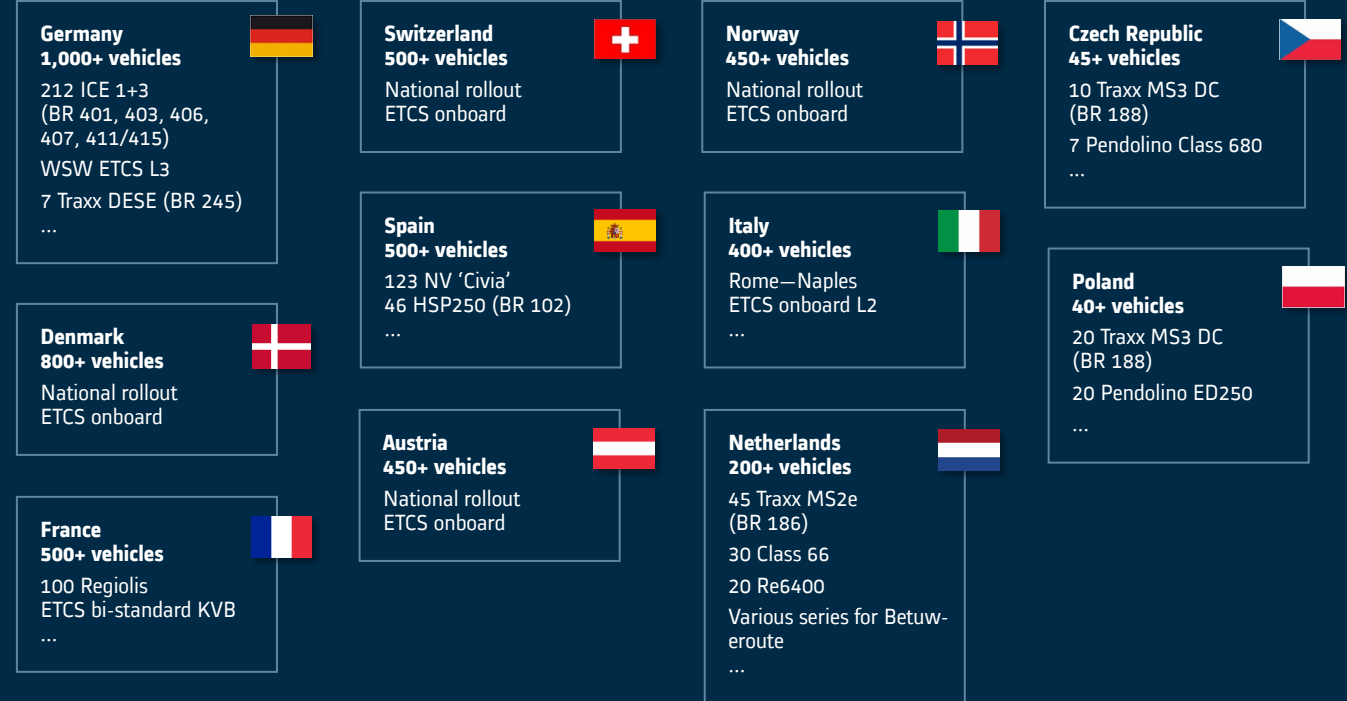 Germany
1,000+ vehicles
212 ICE 1+3
(BR 401, 403, 406,
407, 411/415)
WSW ETCS L3
7 Traxx DESE (BR 245)
...
Denmark
800+ vehicles
National rollout
ETCS onboard
France
500+ vehicles
100 Regiolis
ETCS bi-standard KVB
...
Switzerland
500+ vehicles
National rollout
ETCS onboard
Spain
500+ vehicles
123 NV ‘Civia’
46 HSP250 (BR 102)
...
Austria
450+ vehicles
National rollout
ETCS onboard
Norway
450+ vehicles
National rollout
ETCS onboard
Italy
400+ vehicles
Rome—Naples
ETCS onboard L2
...
Netherlands
200+ vehicles
45 Traxx MS2e
(BR 186)
30 Class 66
20 Re6400
Various series for Betuw-
eroute
...
Czech Republic
45+ vehicles
10 Traxx MS3 DC
(BR 188)
7 Pendolino Class 680
...
Poland
40+ vehicles
20 Traxx MS3 DC
(BR 188)
20 Pendolino ED250
...